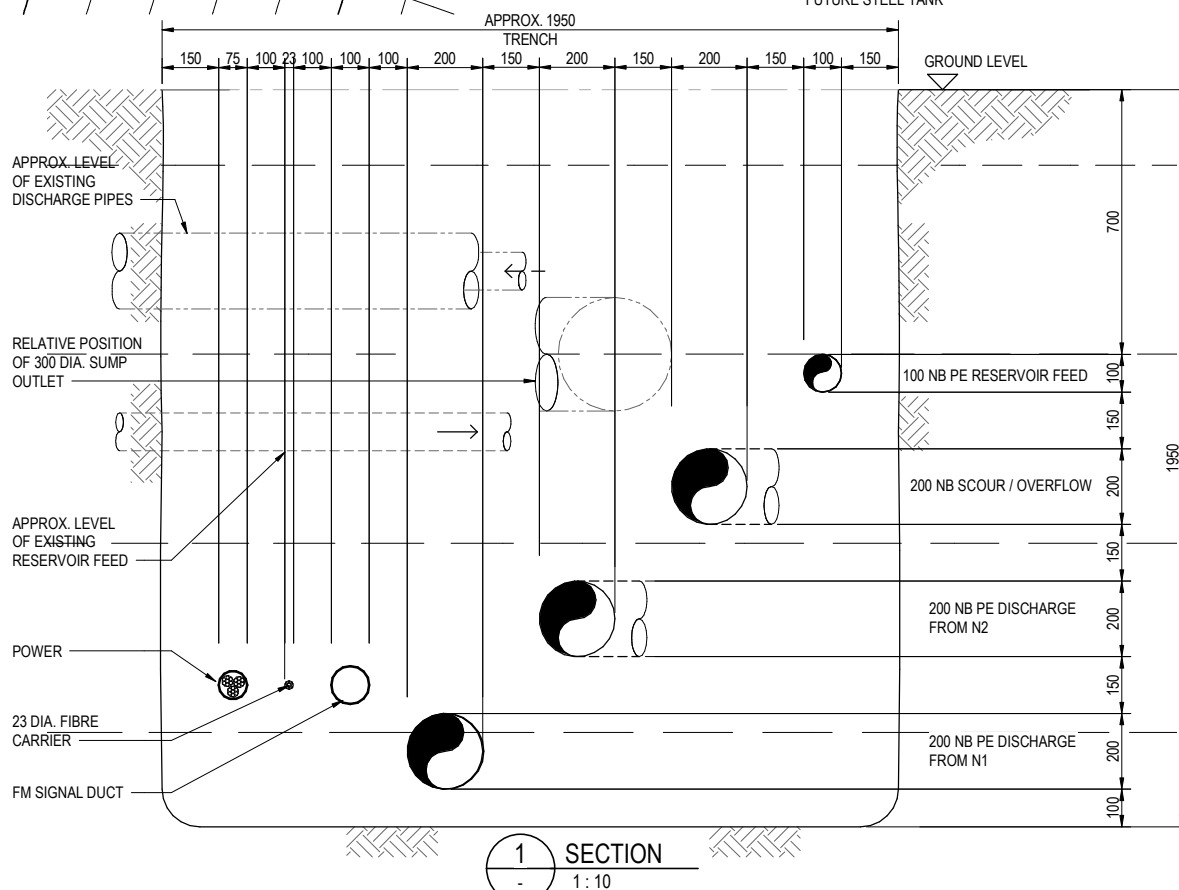 FUTURE STEEL TANK
APPROX. 1950
TRENCH
150 75 100 23 100 100 100 200 150 200 150 200 150 100 150
GROUND LEVEL
APPROX. LEVEL
OF EXISTING
DISCHARGE PIPES
700
RELATIVE POSITION
OF 300 DIA. SUMP
OUTLET
100 NB PE RESERVOIR FEED
100
150
1950
200 NB SCOUR / OVERFLOW
200
APPROX. LEVEL
OF EXISTING
RESERVOIR FEED
150
200 NB PE DISCHARGE
FROM N2
200
POWER
150
23 DIA. FIBRE
CARRIER
200 NB PE DISCHARGE
FROM N1
200
FM SIGNAL DUCT
100
1 SECTION
- 1 : 10